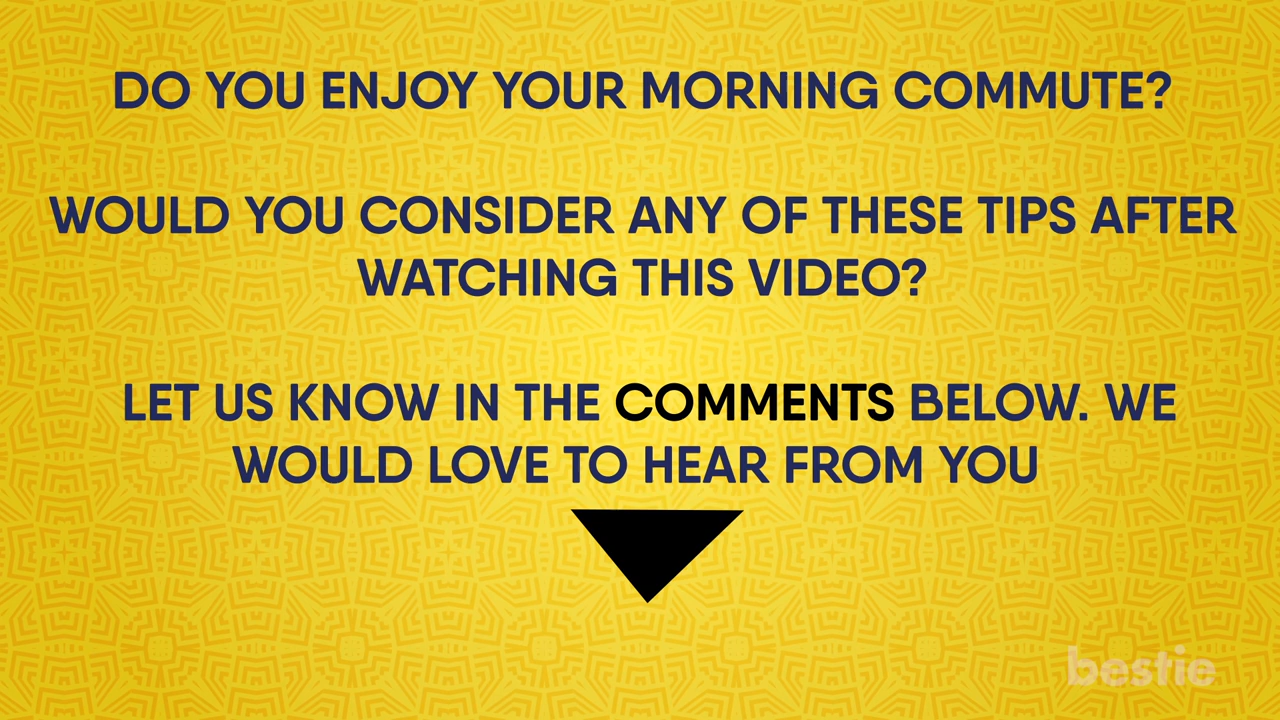 DO YOU ENJOY YOUR MORNING COMMUTE?
WOULD YOU CONSIDER ANY OF THESE TIPS AFTER
WATCHING THIS VIDEO?
LET US KNOW IN THE COMMENTS BELOW. WE
WOULD LOVE TO HEAR FROM YOU
bestie